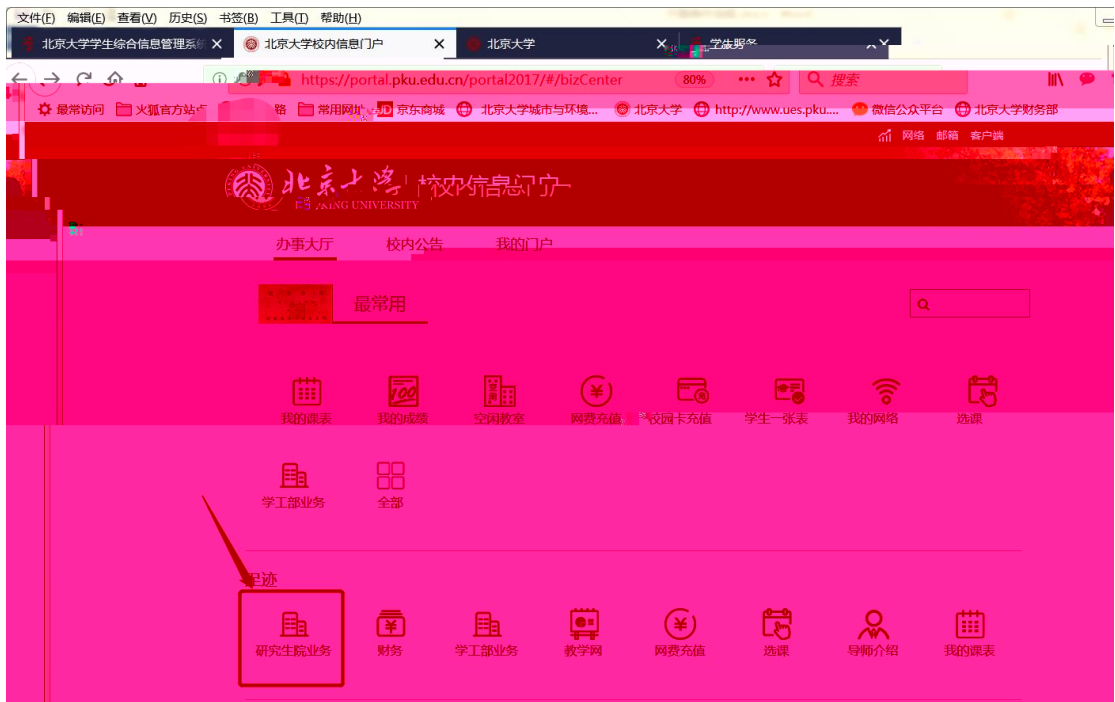 文件(F) 编辑(E) 查看(V) 历史(S) 书签(B) 工具(T) 帮助(H)
北京大学学生综合信息管理系统 × 北京大学校内信息门户 × 北京大学 × 学生服务 ×
https://portal.pku.edu.cn/portal2017/#/bizCenter 80% 搜索
最常访问 火狐官方站点 常用网址 京东商城 北京大学城市与环境... 北京大学 http://www.ues.pku.... 微信公众平台 北京大学财务部
网络 邮箱 客户端
北京大学 校内信息门户
PEKING UNIVERSITY
办事大厅 校内公告 我的门户
最常用
我的课表 我的成绩 空闲教室 网费充值 校园卡充值 学生一张表 我的网络 选课
学工部业务 全部
足迹
研究生院业务 财务 学工部业务 教学网 网费充值 选课 导师介绍 我的课表